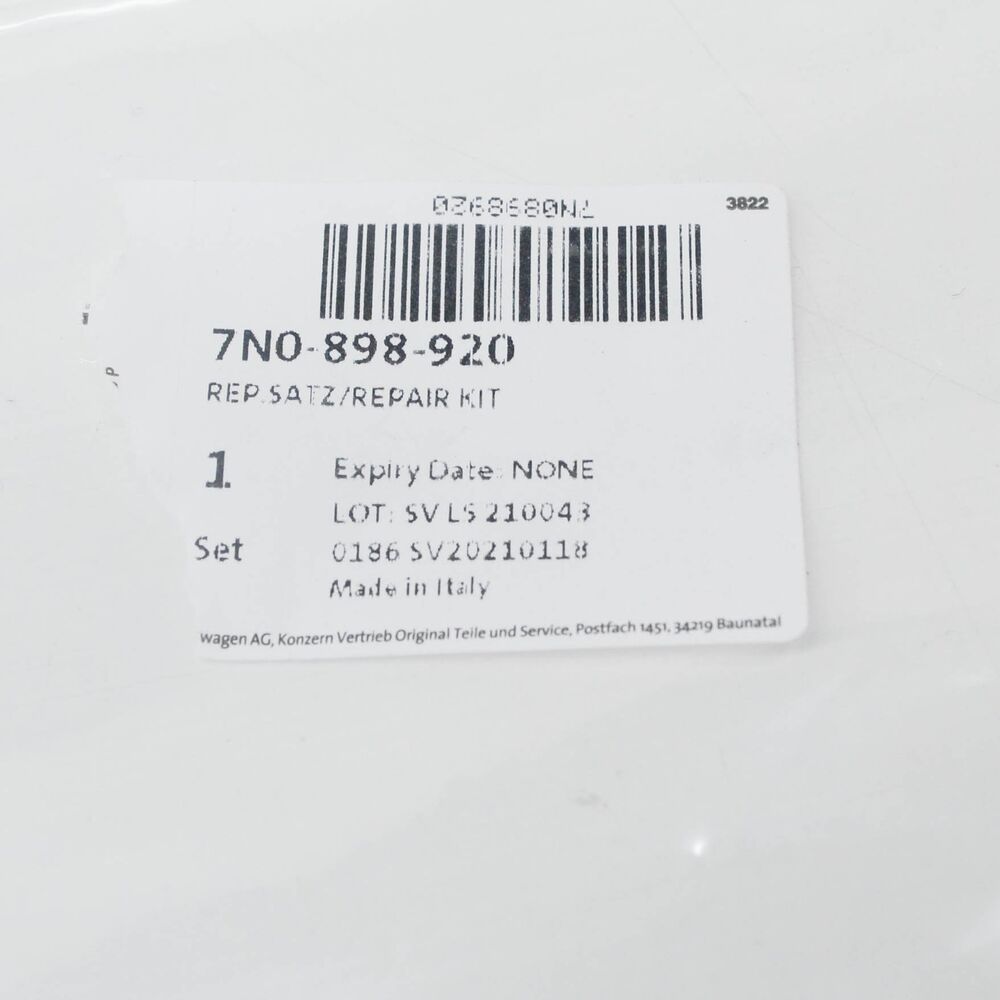 7N0898920
3822
7N0-898-920
REP.SATZ/REPAIR KIT
1
Expiry Date: NONE
LOT: SV LS 210043
Set
0186 SV20210118
Made in Italy
wagen AG, Konzern Vertrieb Original Teile und Service, Postfach 1451, 34219 Baunatal